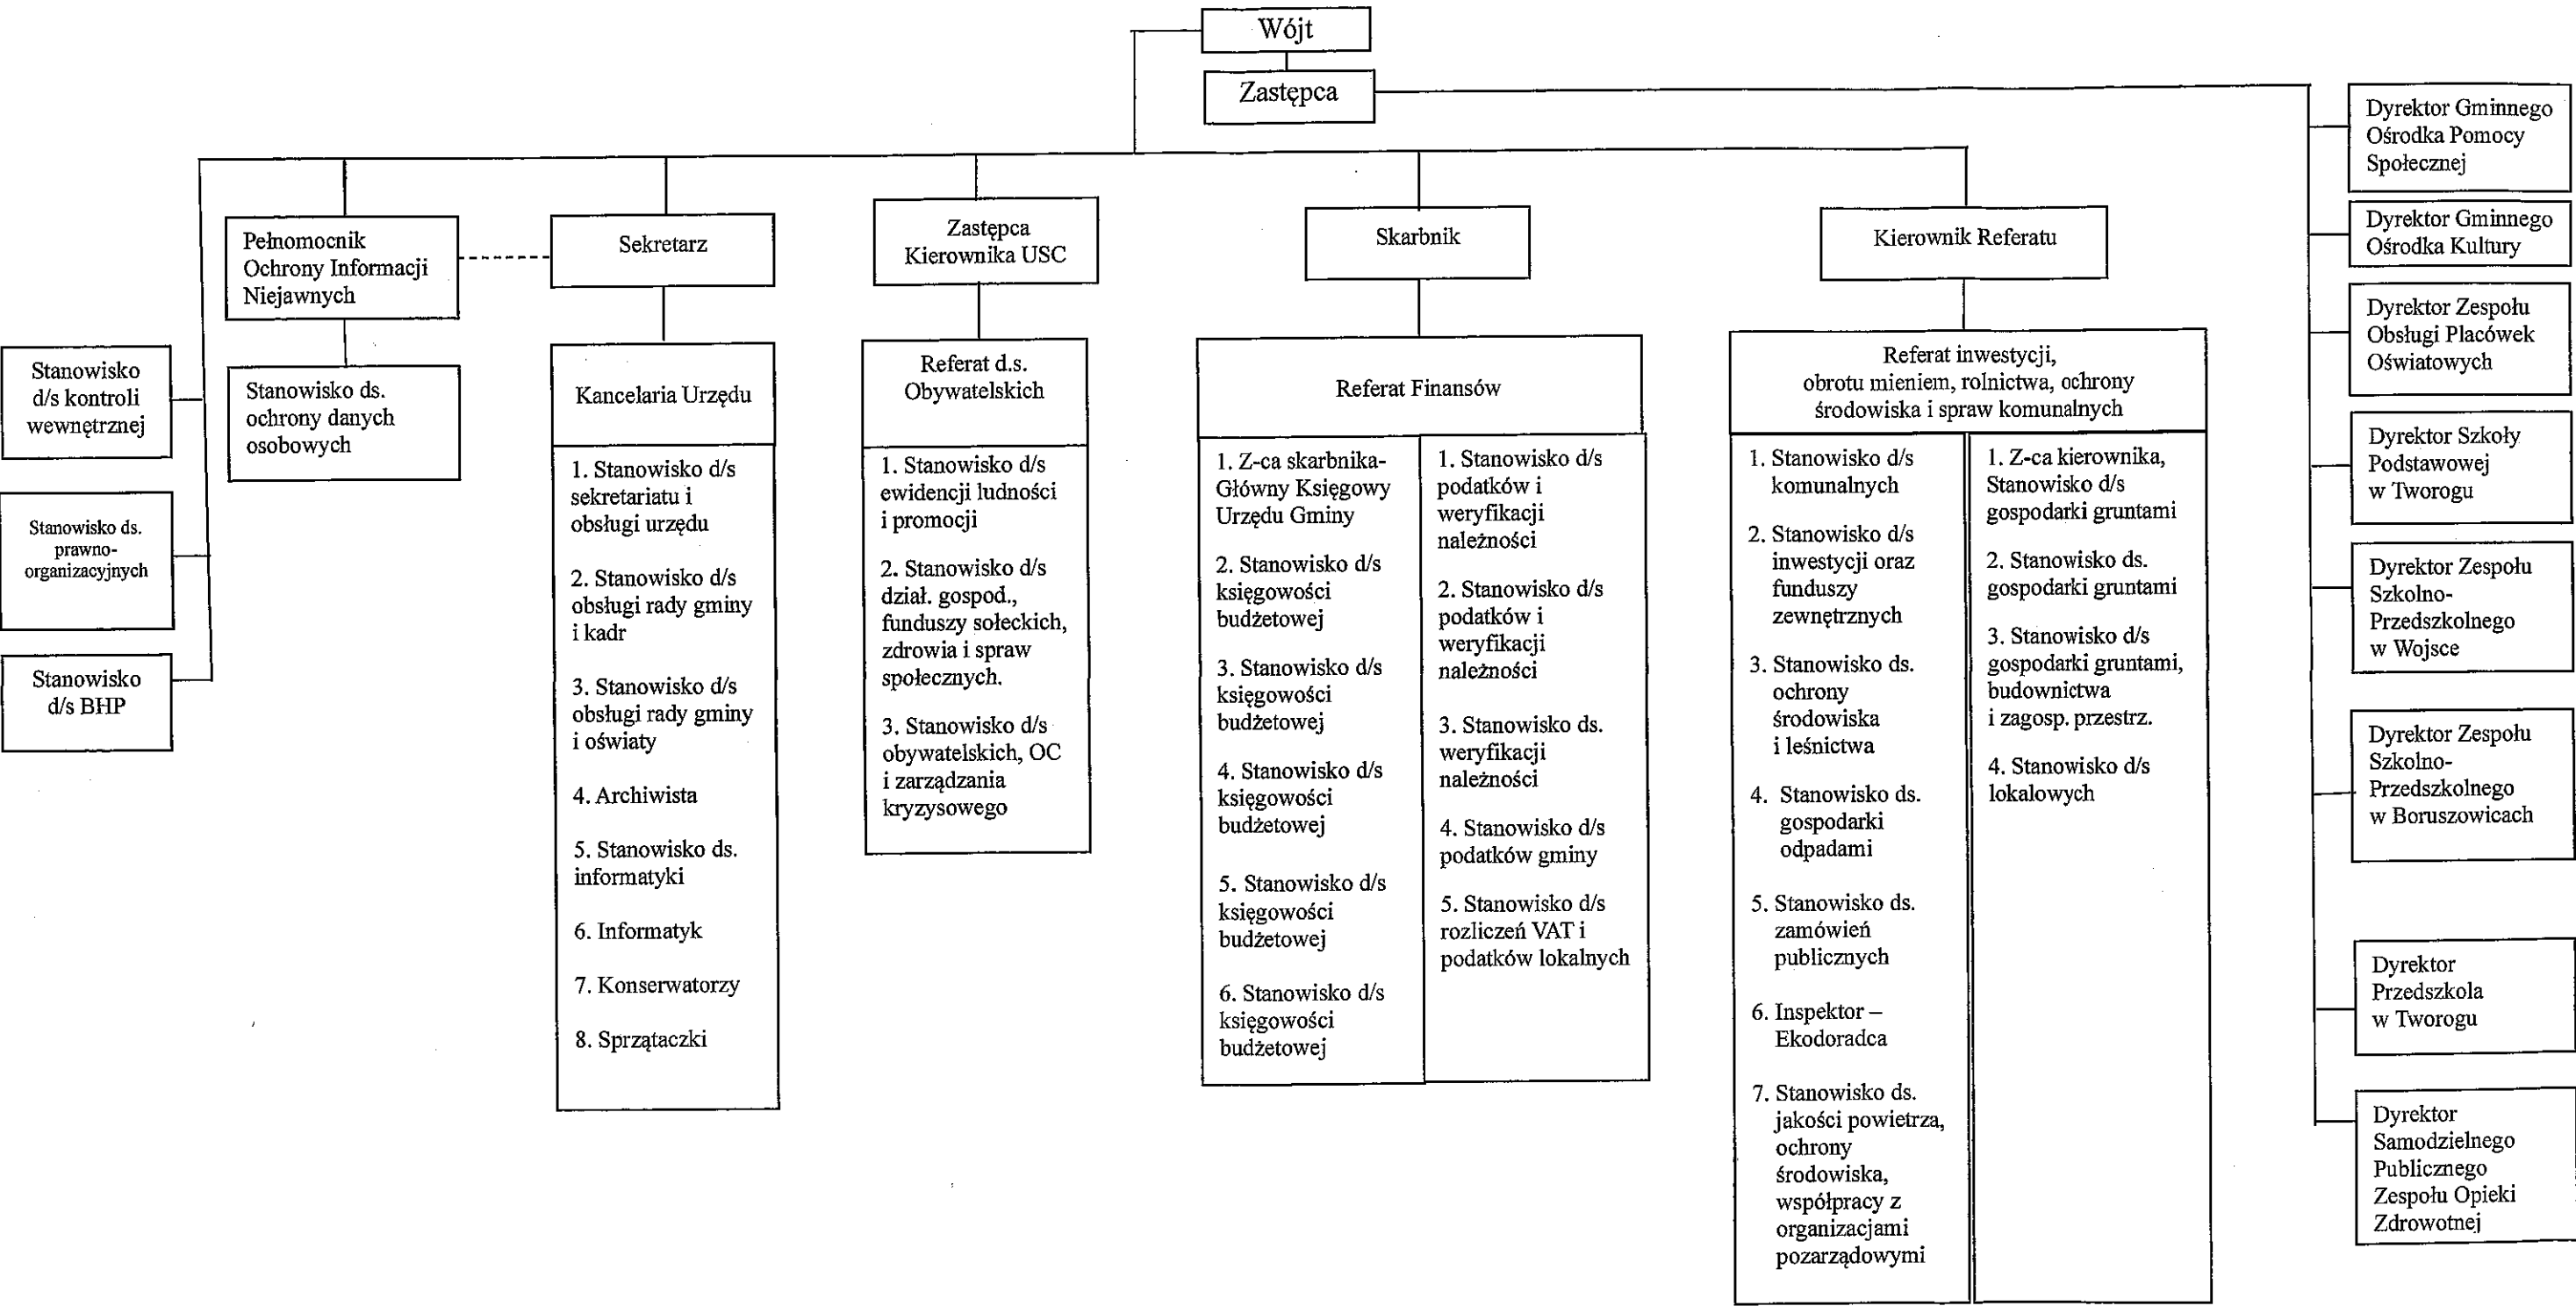 Wójt
Zastępca
Pełnomocnik
Ochrony Informacji
Niejawnych
Sekretarz
Zastępca
Kierownika USC
Skarbnik
Kierownik Referatu
Stanowisko
d/s kontroli
wewnętrznej
Stanowisko ds.
prawno-
organizacyjnych
Stanowisko
d/s BHP
Stanowisko ds.
ochrony danych
osobowych
Kancelaria Urzędu
1. Stanowisko d/s
sekretariatu i
obsługi urzędu
2. Stanowisko d/s
obsługi rady gminy
i kadr
3. Stanowisko d/s
obsługi rady gminy
i oświaty
4. Archiwista
5. Stanowisko ds.
informatyki
6. Informatyk
7. Konserwatorzy
8. Sprzątaczki
Referat d.s.
Obywatelskich
1. Stanowisko d/s
ewidencji ludności
i promocji
2. Stanowisko d/s
dział. gospod.,
funduszy sołeckich,
zdrowia i spraw
społecznych.
3. Stanowisko d/s
obywatelskich, OC
i zarządzania
kryzysowego
Referat Finansów
1. Z-ca skarbnika-
Główny Księgowy
Urzędu Gminy
2. Stanowisko d/s
księgowości
budżetowej
3. Stanowisko d/s
księgowości
budżetowej
4. Stanowisko d/s
księgowości
budżetowej
5. Stanowisko d/s
księgowości
budżetowej
6. Stanowisko d/s
księgowości
budżetowej
1. Stanowisko d/s
podatków i
weryfikacji
należności
2. Stanowisko d/s
podatków i
weryfikacji
należności
3. Stanowisko ds.
weryfikacji
należności
4. Stanowisko d/s
podatków gminy
5. Stanowisko d/s
rozliczeń VAT i
podatków lokalnych
Referat inwestycji,
obrotu mieniem, rolnictwa, ochrony
środowiska i spraw komunalnych
1. Stanowisko d/s
komunalnych
2. Stanowisko d/s
inwestycji oraz
funduszy
zewnętrznych
3. Stanowisko ds.
ochrony
środowiska
i leśnictwa
4. Stanowisko ds.
gospodarki
odpadami
5. Stanowisko ds.
zamówień
publicznych
6. Inspektor –
Ekodoradca
7. Stanowisko ds.
jakości powietrza,
ochrony
środowiska,
współpracy z
organizacjami
pozarządowymi
1. Z-ca kierownika,
Stanowisko d/s
gospodarki gruntami
2. Stanowisko ds.
gospodarki gruntami
3. Stanowisko d/s
gospodarki gruntami,
budownictwa
i zagosp. przestrz.
4. Stanowisko d/s
lokalowych
Dyrektor Gminnego
Ośrodka Pomocy
Społecznej
Dyrektor Gminnego
Ośrodka Kultury
Dyrektor Zespołu
Obsługi Placówek
Oświatowych
Dyrektor Szkoły
Podstawowej
w Tworogu
Dyrektor Zespołu
Szkolno-
Przedszkolnego
w Wojsce
Dyrektor Zespołu
Szkolno-
Przedszkolnego
w Boruszowicach
Dyrektor
Przedszkola
w Tworogu
Dyrektor
Samodzielnego
Publicznego
Zespołu Opieki
Zdrowotnej